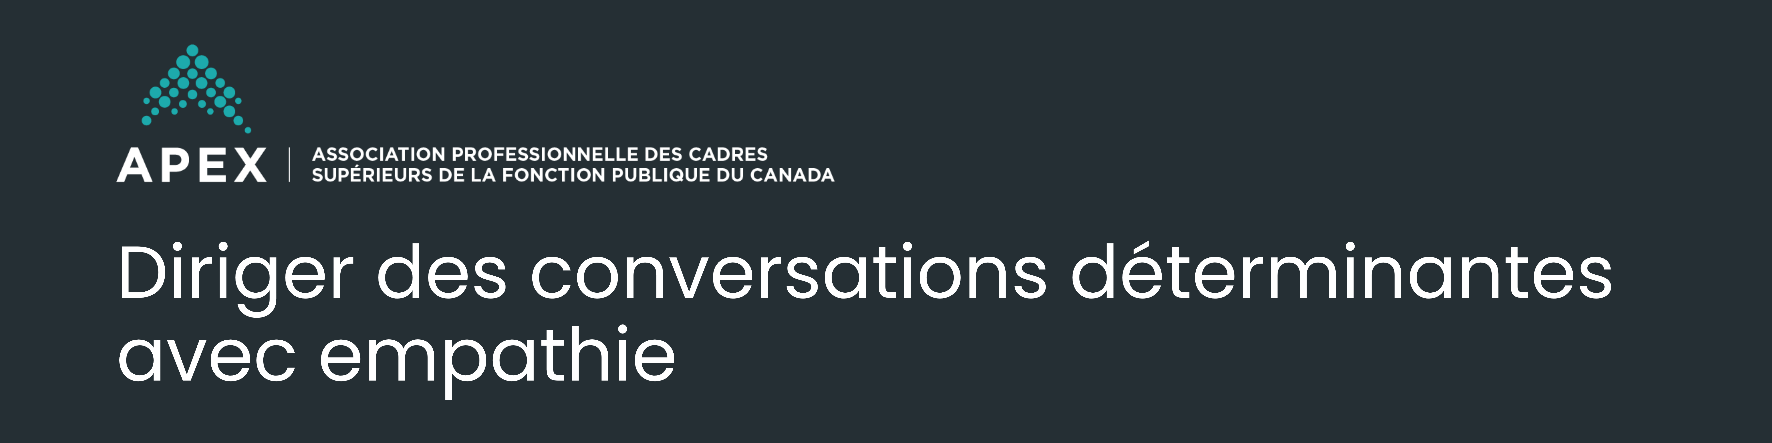 APEX
ASSOCIATION PROFESSIONNELLE DES CADRES
SUPÉRIEURS DE LA FONCTION PUBLIQUE DU CANADA
Diriger des conversations déterminantes
avec empathie